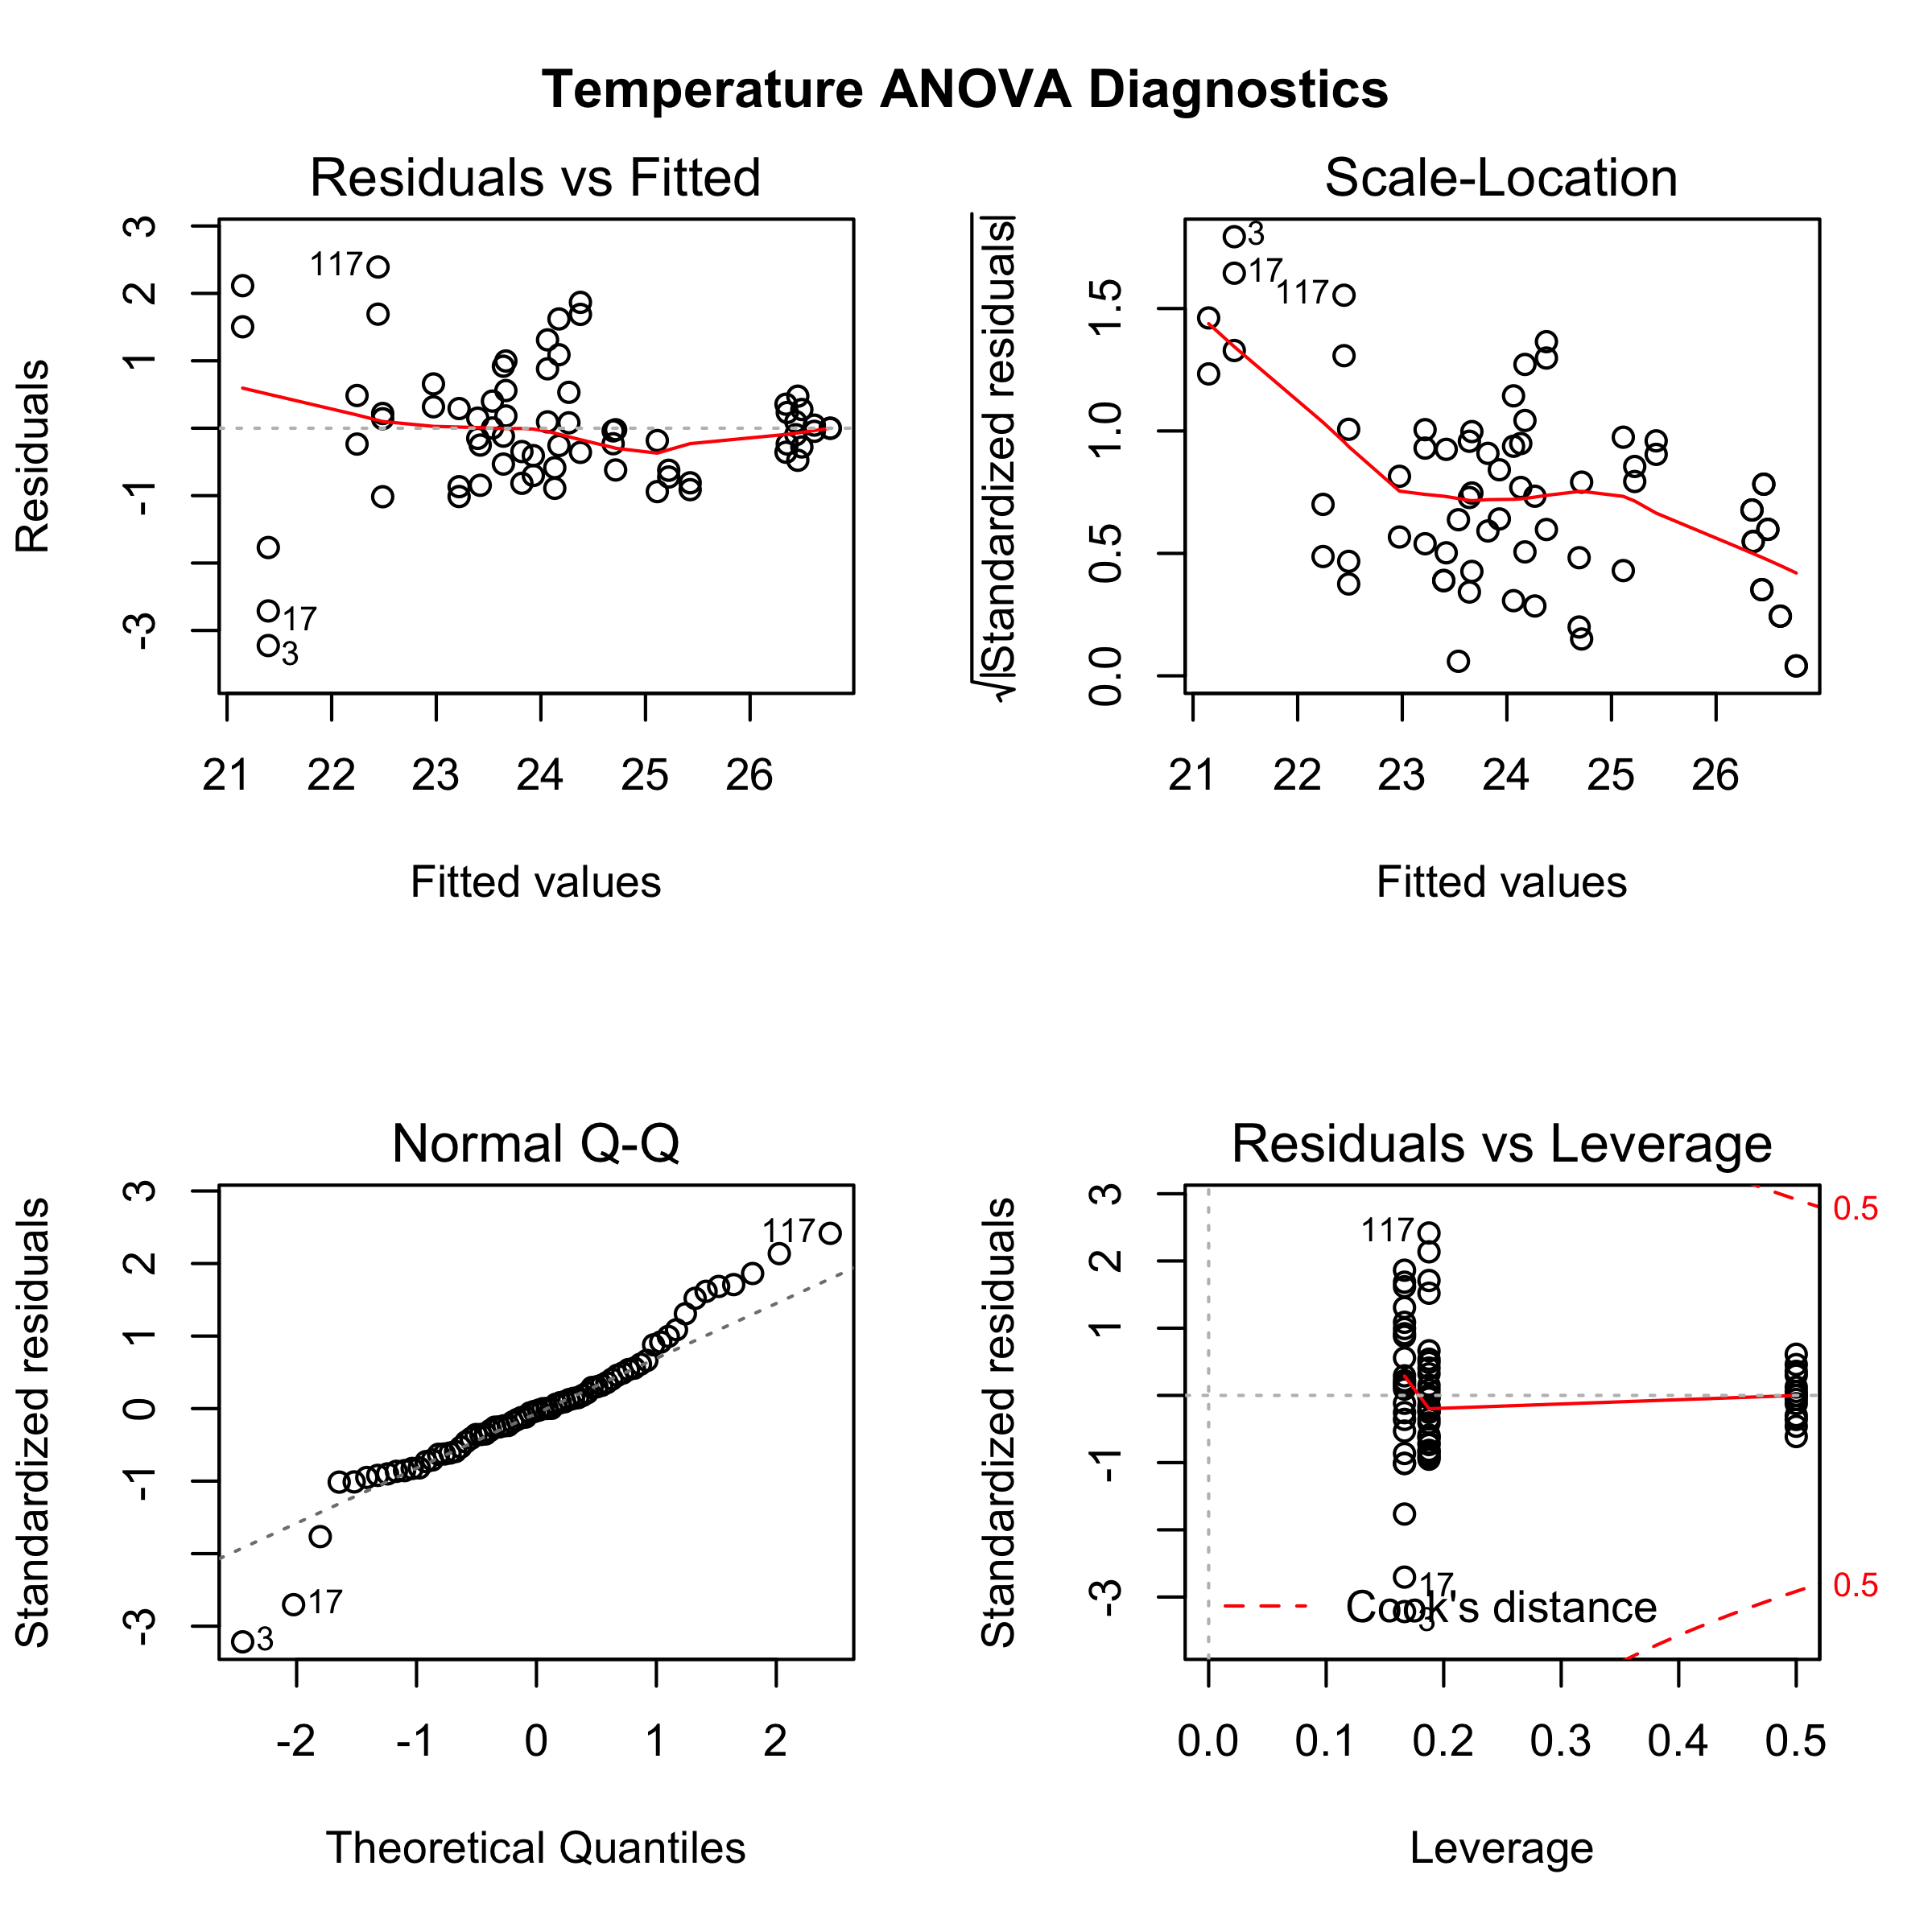 Temperature ANOVA Diagnostics
Residuals vs Fitted
Residuals
3
2
1
-1
-3
117
17
3
21 22 23 24 25 26
Fitted values
Scale-Location
√|Standardized residuals|
1.5
1.0
0.5
0.0
3
17
117
21 22 23 24 25 26
Fitted values
Normal Q-Q
Standardized residuals
3
2
1
0
-1
-3
117
17
3
-2 -1 0 1 2
Theoretical Quantiles
Residuals vs Leverage
Standardized residuals
3
2
1
-1
-3
117
17
3
Cook's distance
0.5
0.5
0.0 0.1 0.2 0.3 0.4 0.5
Leverage